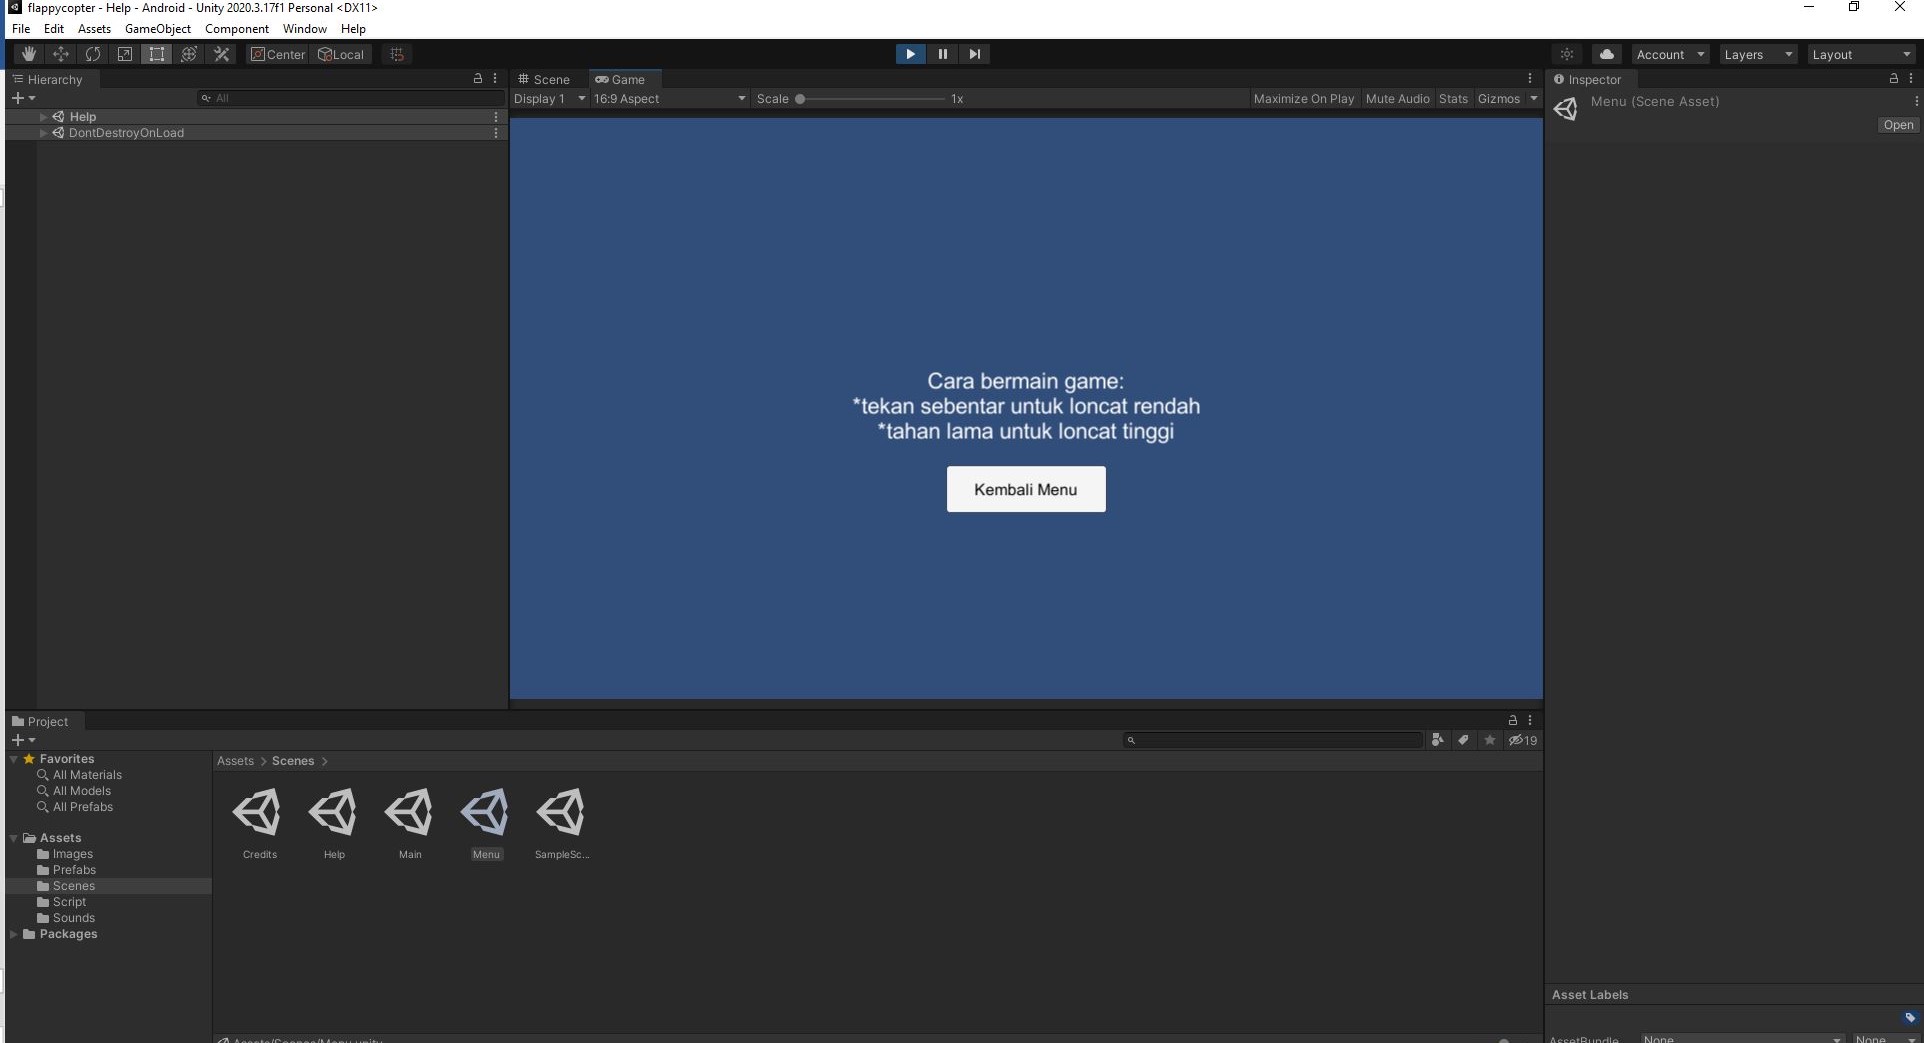 flappycopter - Help - Android - Unity 2020.3.17f1 Personal <DX11>
File Edit Assets GameObject Component Window Help
Center Local Account Layers Layout
Hierarchy
All
Help
DontDestroyOnLoad
Scene Game
Display 1 16:9 Aspect Scale 1x Maximize On Play Mute Audio Stats Gizmos
Cara bermain game:
*tekan sebentar untuk loncat rendah
*tahan lama untuk loncat tinggi
Kembali Menu
Inspector
Menu (Scene Asset)
Open
Project
19
Favorites
All Materials
All Models
All Prefabs
Assets
Images
Prefabs
Scenes
Script
Sounds
Packages
Assets > Scenes >
Credits Help Main Menu SampleSc...
Assets/Scenes/Menu.unity
Asset Labels
AssetBundle None None